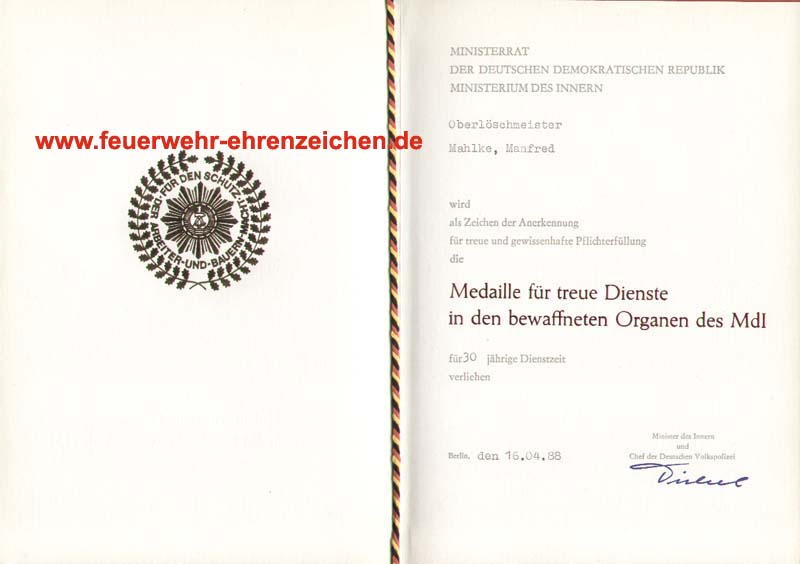 www.feuerwehr-ehrenzeichen.de
FÜR DEN SCHUTZ · DER ARBEITER-UND-BAUERN-MACHT
MINISTERRAT
DER DEUTSCHEN DEMOKRATISCHEN REPUBLIK
MINISTERIUM DES INNERN
Oberlöschmeister
Mahlke, Manfred
wird
als Zeichen der Anerkennung
für treue und gewissenhafte Pflichterfüllung
die
Medaille für treue Dienste
in den bewaffneten Organen des MdI
für 30 jährige Dienstzeit
verliehen
Berlin, den 16.04.88
Minister des Innern
und
Chef der Deutschen Volkspolizei